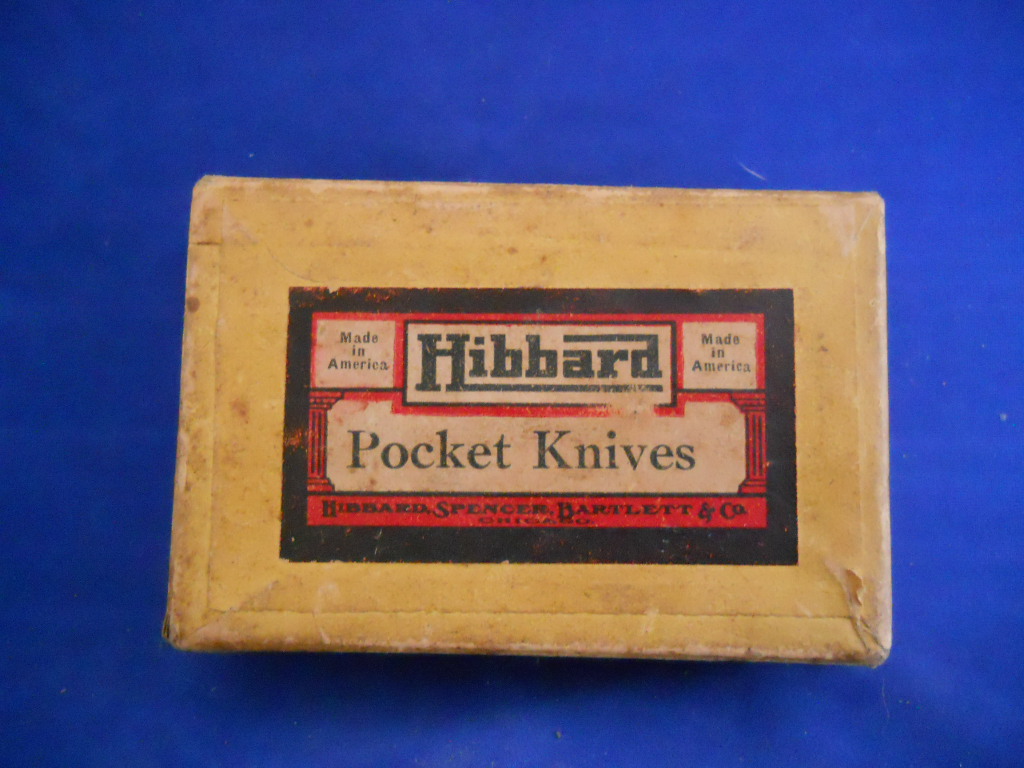 Made
in
America
Hibbard
Made
in
America
Pocket Knives
HIBBARD, SPENCER, BARTLETT & Co.
CHICAGO.